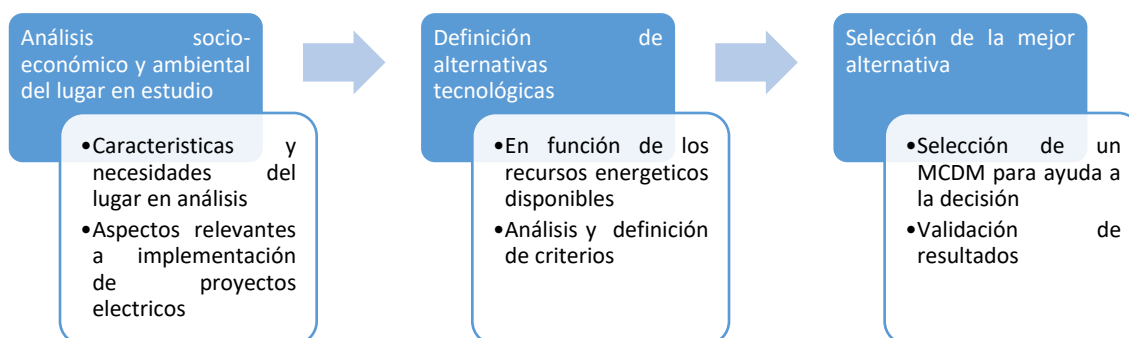 Análisis socio-
económico y ambiental
del lugar en estudio
•Caracteristicas y
necesidades del
lugar en análisis
•Aspectos relevantes
a implementación
de proyectos
electricos
Definición de
alternativas
tecnológicas
•En función de los
recursos energeticos
disponibles
•Análisis y definición
de criterios
Selección de la mejor
alternativa
•Selección de un
MCDM para ayuda a
la decisión
•Validación de
resultados